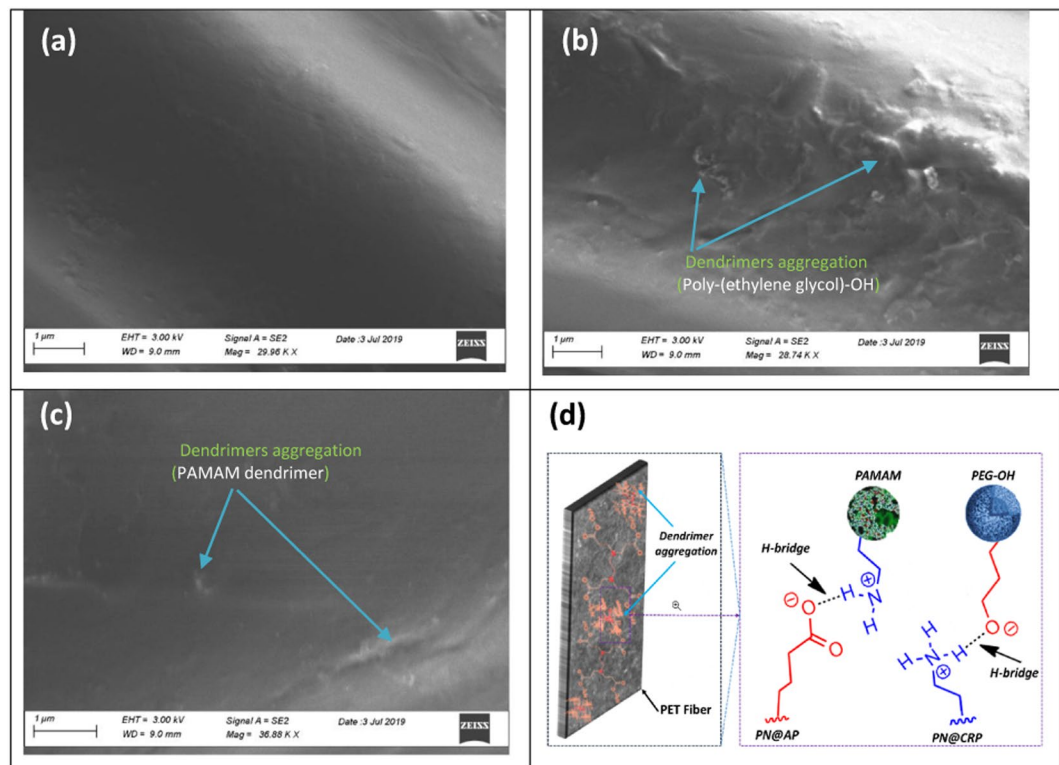 (a)
1 µm
EHT = 3.00 kV
Signal A = SE2
Date :3 Jul 2019
WD = 9.0 mm
Mag = 29.96 K X
ZEISS
(b)
Dendrimers aggregation
(Poly-(ethylene glycol)-OH)
1 µm
EHT = 3.00 kV
Signal A = SE2
Date :3 Jul 2019
WD = 9.0 mm
Mag = 28.74 K X
ZEISS
(c)
Dendrimers aggregation
(PAMAM dendrimer)
1 µm
EHT = 3.00 kV
Signal A = SE2
Date :3 Jul 2019
WD = 9.0 mm
Mag = 36.88 K X
ZEISS
(d)
Dendrimer
aggregation
PET Fiber
PAMAM
PEG-OH
H-bridge
⊖
O
H
N
⊕
H
O
O
⊖
H
H
N
H
⊕
H-bridge
PN@AP
PN@CRP